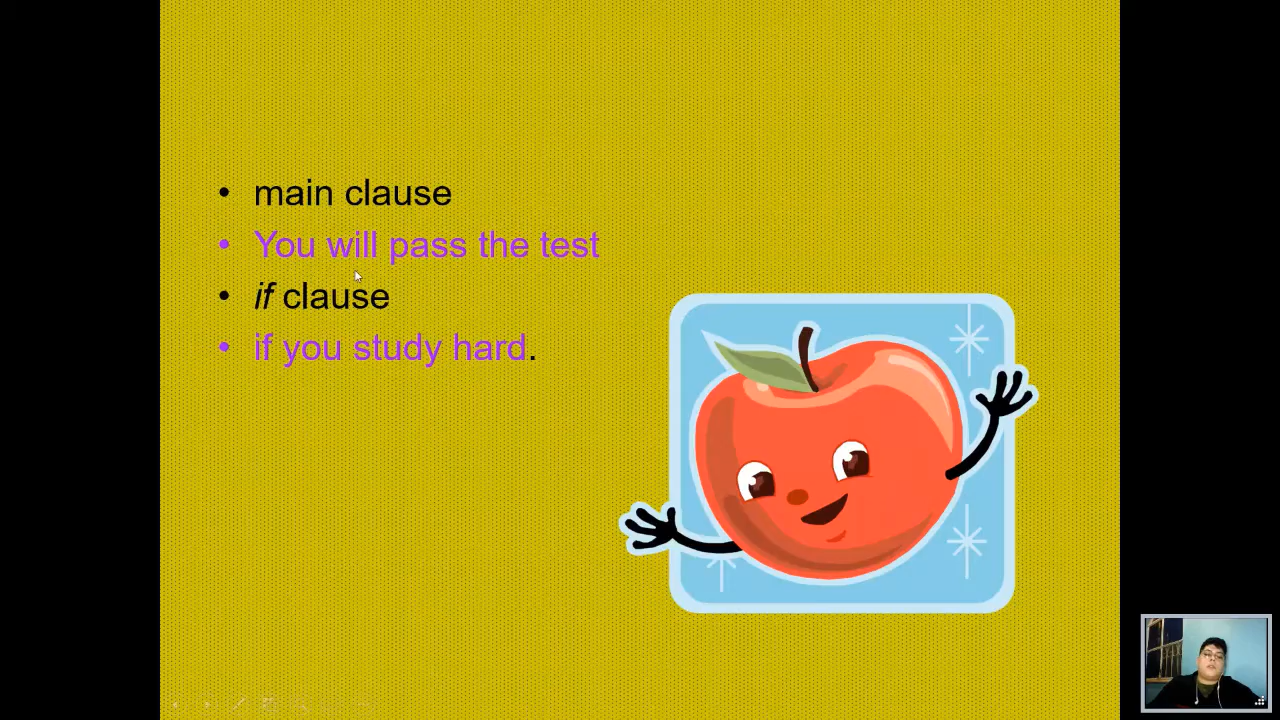 main clause
You will pass the test
if clause
if you study hard.